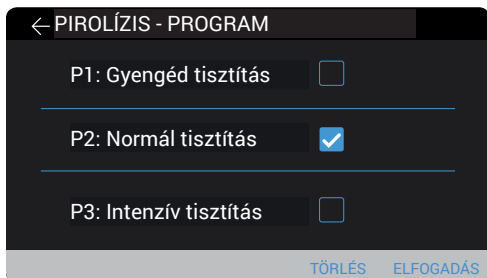 PIROLÍZIS - PROGRAM
P1: Gyengéd tisztítás
P2: Normál tisztítás
P3: Intenzív tisztítás
TÖRLÉS ELFOGADÁS